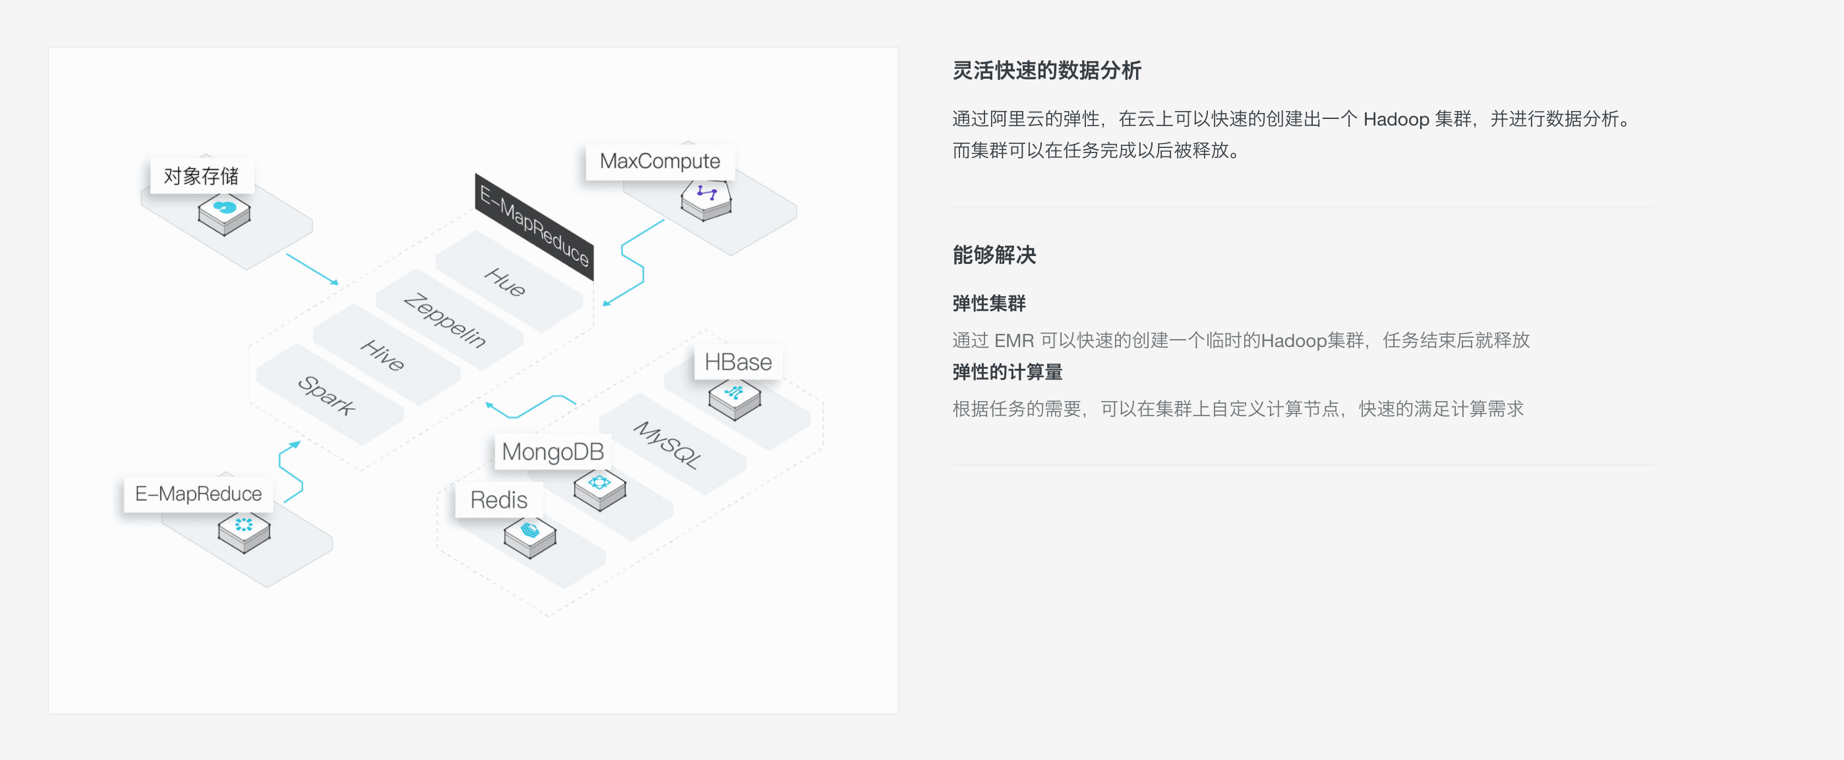 对象存储
MaxCompute
E-MapReduce
Hue
Zeppelin
Hive
Spark
HBase
MySQL
MongoDB
Redis
E-MapReduce
灵活快速的数据分析
通过阿里云的弹性，在云上可以快速的创建出一个 Hadoop 集群，并进行数据分析。
而集群可以在任务完成以后被释放。
能够解决
弹性集群
通过 EMR 可以快速的创建一个临时的Hadoop集群，任务结束后就释放
弹性的计算量
根据任务的需要，可以在集群上自定义计算节点，快速的满足计算需求